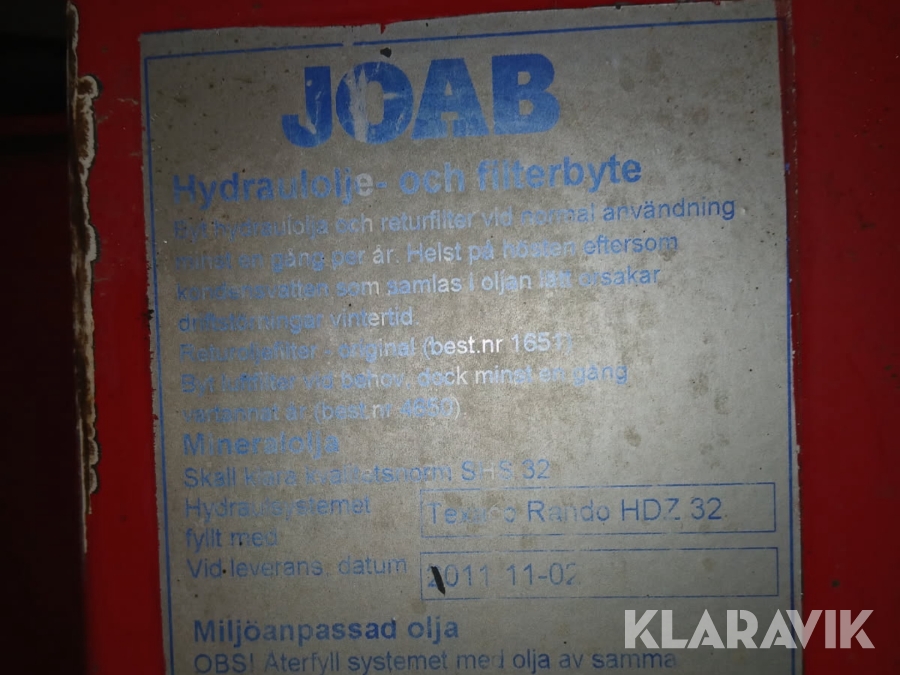 JOAB
Hydraulolje- och filterbyte
Byt hydraulolja och returfilter vid normal användning
minst en gång per år. Helst på hösten eftersom
kondensvatten som samlas i oljan lätt orsakar
driftstörningar vintertid.
Returoljefilter - original (best.nr 1651)
Byt luftfilter vid behov, dock minst en gång
vartannat år (best.nr 4650).
Mineralolja
Skall klara kvalitetsnorm SHS 32
Hydraulsystemet
fyllt med
Texaco Rando HDZ 32
Vid leverans, datum
2011 11-02
Miljöanpassad olja
OBS! Återfyll systemet med olja av samma
KLARAVIK